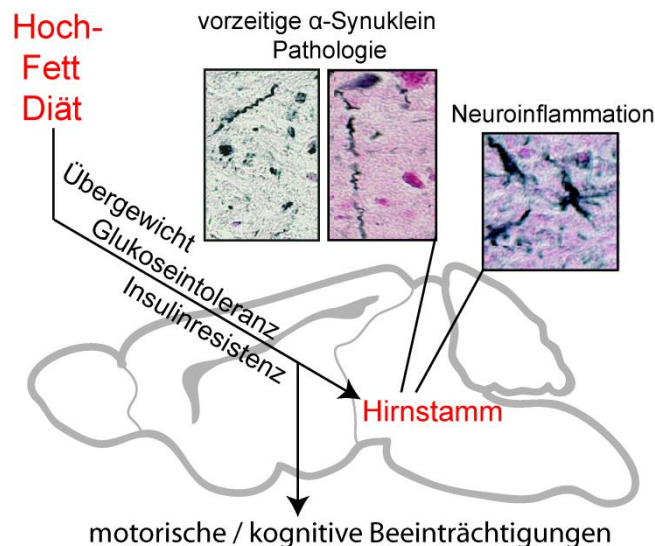 Hoch-
Fett
Diät
vorzeitige α-Synuklein
Pathologie
Neuroinflammation
Übergewicht
Glukoseintoleranz
Insulinresistenz
Hirnstamm
motorische / kognitive Beeinträchtigungen